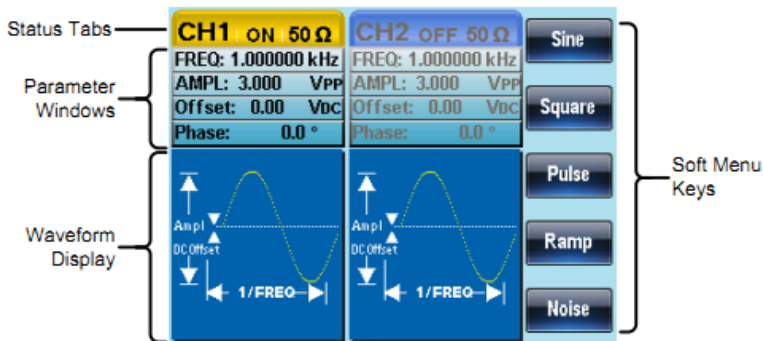 Status Tabs
CH1 ON 50 Ω
CH2 OFF 50 Ω
Sine
Parameter
Windows
FREQ: 1.000000 kHz
AMPL: 3.000 VPP
Offset: 0.00 VDC
Phase: 0.0 °
FREQ: 1.000000 kHz
AMPL: 3.000 VPP
Offset: 0.00 VDC
Phase: 0.0 °
Square
Pulse
Soft Menu
Keys
Waveform
Display
Ampl
DC Offset
1/FREQ
Ampl
DC Offset
1/FREQ
Ramp
Noise